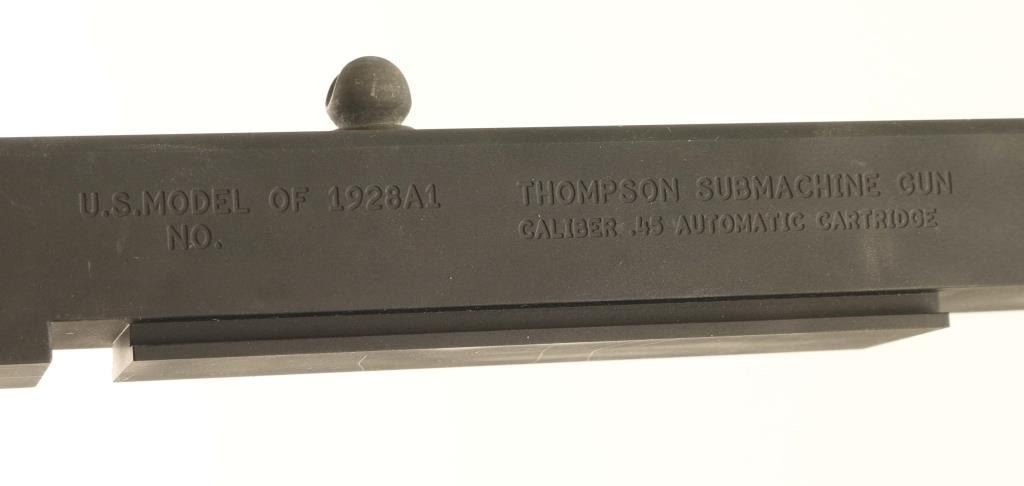 U.S.MODEL OF 1928A1
NO.
THOMPSON SUBMACHINE GUN
CALIBER .45 AUTOMATIC CARTRIDGE